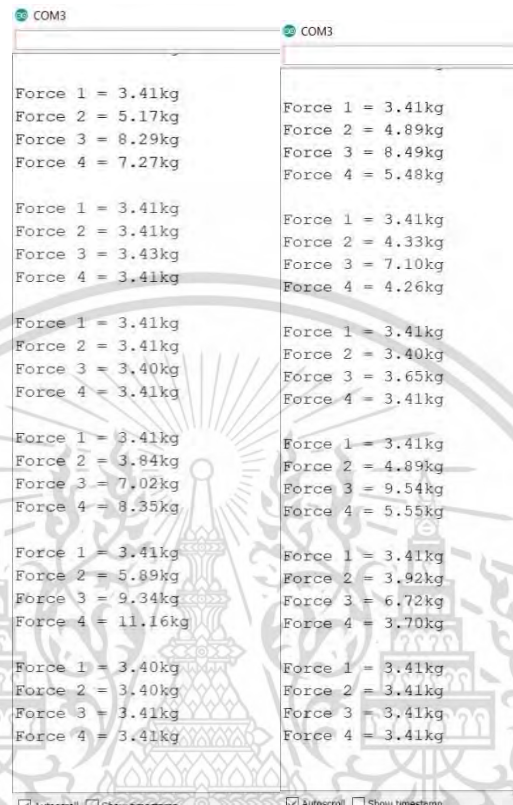 COM3
Force 1 = 3.41kg
Force 2 = 5.17kg
Force 3 = 8.29kg
Force 4 = 7.27kg
Force 1 = 3.41kg
Force 2 = 3.41kg
Force 3 = 3.43kg
Force 4 = 3.41kg
Force 1 = 3.41kg
Force 2 = 3.41kg
Force 3 = 3.40kg
Force 4 = 3.41kg
Force 1 = 3.41kg
Force 2 = 3.84kg
Force 3 = 7.02kg
Force 4 = 8.35kg
Force 1 = 3.41kg
Force 2 = 5.89kg
Force 3 = 9.34kg
Force 4 = 11.16kg
Force 1 = 3.40kg
Force 2 = 3.40kg
Force 3 = 3.41kg
Force 4 = 3.41kg
Autoscroll Show timestamp
COM3
Force 1 = 3.41kg
Force 2 = 4.89kg
Force 3 = 8.49kg
Force 4 = 5.48kg
Force 1 = 3.41kg
Force 2 = 4.33kg
Force 3 = 7.10kg
Force 4 = 4.26kg
Force 1 = 3.41kg
Force 2 = 3.40kg
Force 3 = 3.65kg
Force 4 = 3.41kg
Force 1 = 3.41kg
Force 2 = 4.89kg
Force 3 = 9.54kg
Force 4 = 5.55kg
Force 1 = 3.41kg
Force 2 = 3.92kg
Force 3 = 6.72kg
Force 4 = 3.70kg
Force 1 = 3.41kg
Force 2 = 3.41kg
Force 3 = 3.41kg
Force 4 = 3.41kg
Autoscroll Show timestamp